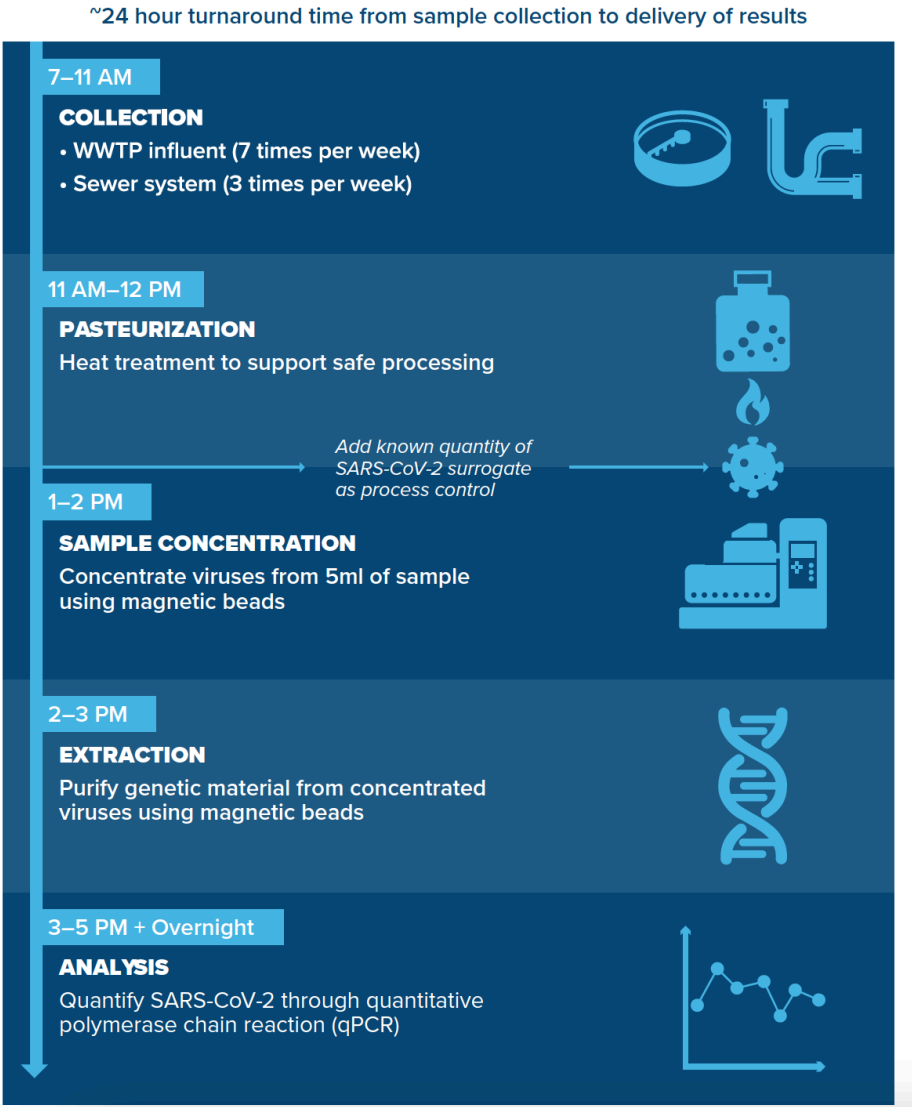 ~24 hour turnaround time from sample collection to delivery of results
7–11 AM
COLLECTION
• WWTP influent (7 times per week)
• Sewer system (3 times per week)
11 AM–12 PM
PASTEURIZATION
Heat treatment to support safe processing
Add known quantity of
SARS-CoV-2 surrogate
as process control
1–2 PM
SAMPLE CONCENTRATION
Concentrate viruses from 5ml of sample
using magnetic beads
2–3 PM
EXTRACTION
Purify genetic material from concentrated
viruses using magnetic beads
3–5 PM + Overnight
ANALYSIS
Quantify SARS-CoV-2 through quantitative
polymerase chain reaction (qPCR)